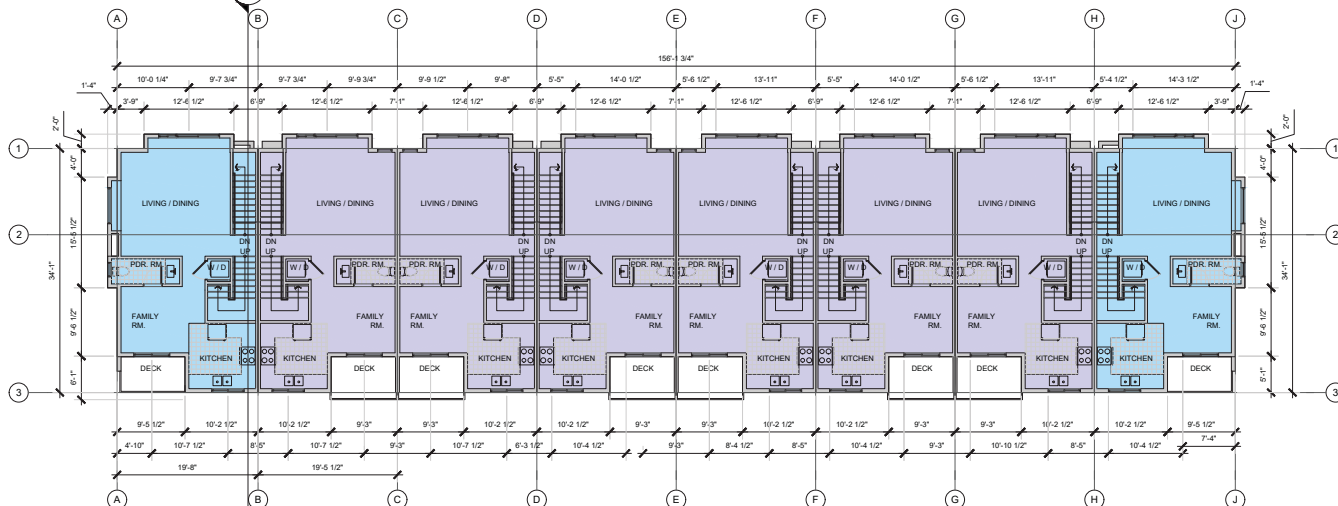 A B C D E F G H J
156'-1 3/4"
10'-0 1/4" 9'-7 3/4" 9'-7 3/4" 9'-9 3/4" 9'-9 1/2" 9'-8" 5'-5" 14'-0 1/2" 5'-6 1/2" 13'-11" 5'-5" 14'-0 1/2" 5'-6 1/2" 13'-11" 5'-4 1/2" 14'-3 1/2"
1'-4" 1'-4"
3'-9" 12'-6 1/2" 6'-9" 12'-6 1/2" 7'-1" 12'-6 1/2" 6'-9" 12'-6 1/2" 7'-1" 12'-6 1/2" 6'-9" 12'-6 1/2" 7'-1" 12'-6 1/2" 6'-9" 12'-6 1/2" 3'-9"
2'-0" 2'-0"
1 1
4'-0" 4'-0"
LIVING / DINING LIVING / DINING LIVING / DINING LIVING / DINING LIVING / DINING LIVING / DINING LIVING / DINING LIVING / DINING
2 2
15'-5 1/2" 15'-5 1/2"
DN DN DN DN DN DN DN DN
UP UP UP UP UP UP UP UP
34'-1" 34'-1"
PDR. RM. W / D W / D PDR. RM. PDR. RM. W / D W / D PDR. RM. PDR. RM. W / D W / D PDR. RM. PDR. RM. W / D W / D PDR. RM.
9'-6 1/2" 9'-6 1/2"
FAMILY FAMILY FAMILY FAMILY FAMILY FAMILY FAMILY FAMILY
RM. RM. RM. RM. RM. RM. RM. RM.
KITCHEN KITCHEN KITCHEN KITCHEN KITCHEN KITCHEN KITCHEN KITCHEN
DECK DECK DECK DECK DECK DECK DECK DECK
6'-1" 5'-1"
3 3
9'-5 1/2" 10'-2 1/2" 10'-2 1/2" 9'-3" 9'-3" 10'-2 1/2" 10'-2 1/2" 9'-3" 9'-3" 10'-2 1/2" 10'-2 1/2" 9'-3" 9'-3" 10'-2 1/2" 10'-2 1/2" 9'-5 1/2"
7'-4"
4'-10" 10'-7 1/2" 8'-5" 10'-7 1/2" 9'-3" 10'-7 1/2" 6'-3 1/2" 10'-4 1/2" 9'-3" 8'-4 1/2" 8'-5" 10'-4 1/2" 9'-3" 10'-10 1/2" 8'-5" 10'-4 1/2"
19'-8" 19'-5 1/2"
A B C D E F G H J